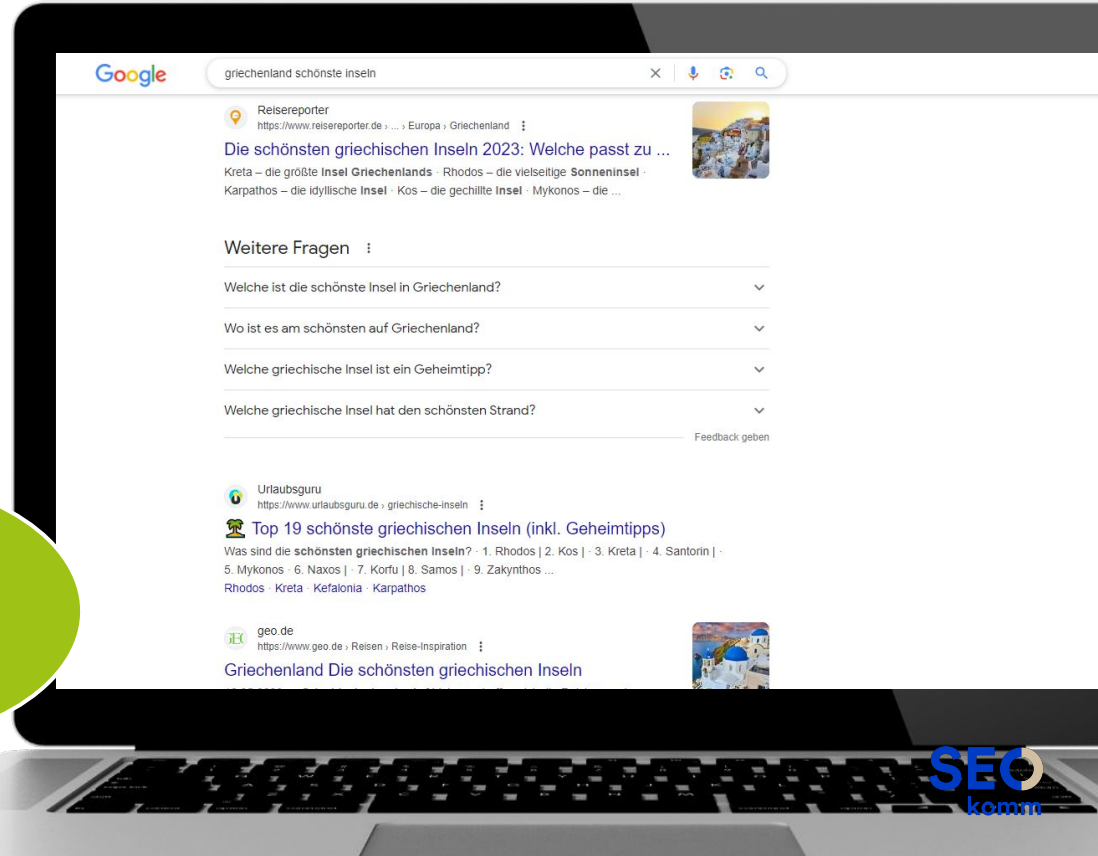 Google
griechenland schönste inseln
Reisereporter
https://www.reisereporter.de › ... › Europa › Griechenland
Die schönsten griechischen Inseln 2023: Welche passt zu ...
Kreta – die größte Insel Griechenlands · Rhodos – die vielseitige Sonneninsel ·
Karpathos – die idyllische Insel · Kos – die gechillte Insel · Mykonos – die ...
Weitere Fragen
Welche ist die schönste Insel in Griechenland?
Wo ist es am schönsten auf Griechenland?
Welche griechische Insel ist ein Geheimtipp?
Welche griechische Insel hat den schönsten Strand?
Feedback geben
Urlaubsguru
https://www.urlaubsguru.de › griechische-inseln
Top 19 schönste griechischen Inseln (inkl. Geheimtipps)
Was sind die schönsten griechischen Inseln? · 1. Rhodos | 2. Kos | · 3. Kreta | · 4. Santorin | ·
5. Mykonos · 6. Naxos | · 7. Korfu | 8. Samos | · 9. Zakynthos ...
Rhodos · Kreta · Kefalonia · Karpathos
geo.de
https://www.geo.de › Reisen › Reise-Inspiration
Griechenland Die schönsten griechischen Inseln
SEO
komm